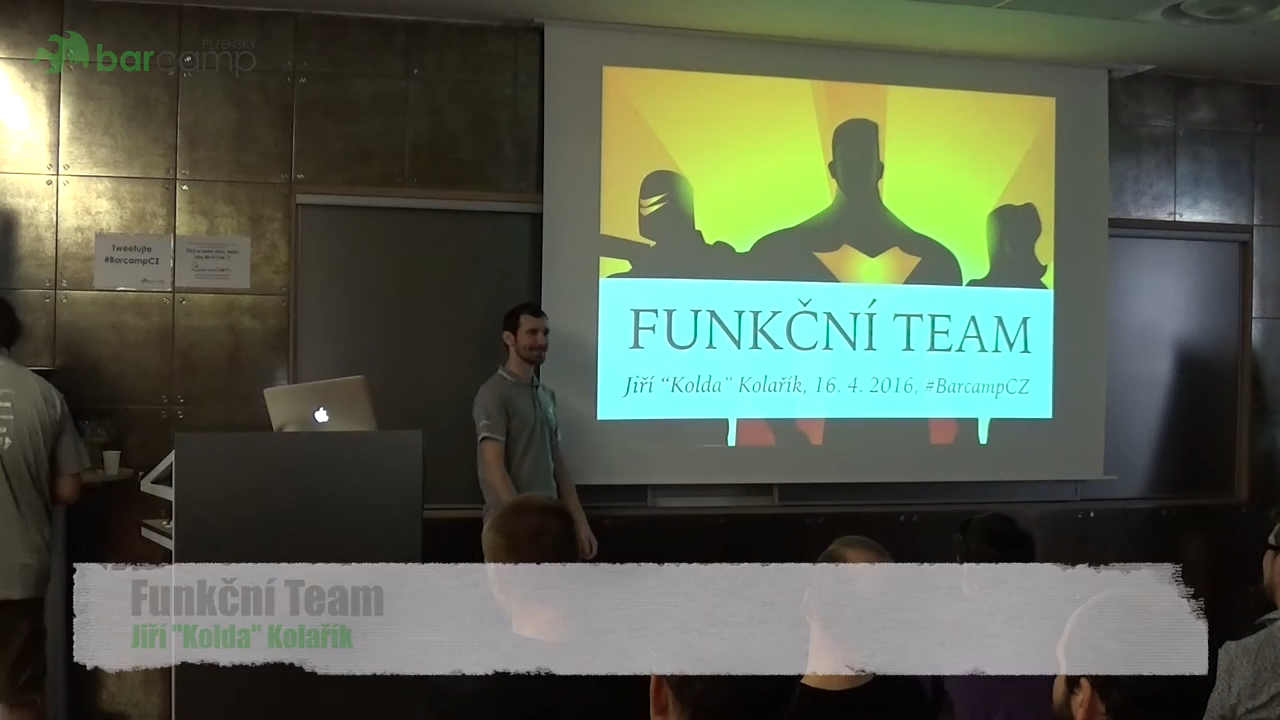 PLZEŇSKÝ
barcamp
Tweetujte
#BarcampCZ
FUNKČNÍ TEAM
Jiří “Kolda” Kolařík, 16. 4. 2016, #BarcampCZ
Funkční Team
Jiří "Kolda" Kolařík